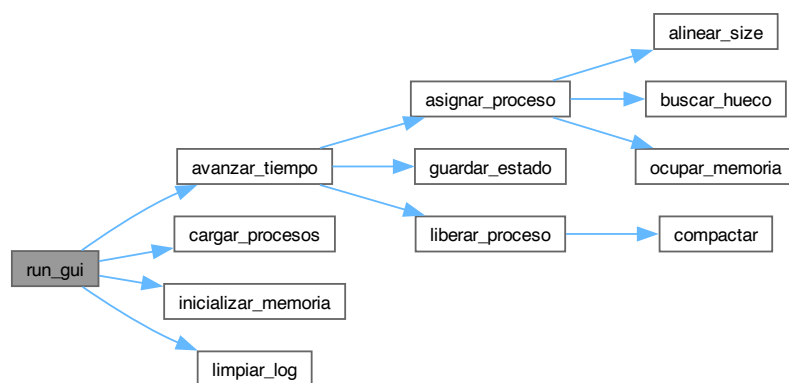 alinear_size
asignar_proceso
buscar_hueco
avanzar_tiempo
guardar_estado
ocupar_memoria
cargar_procesos
liberar_proceso
compactar
run_gui
inicializar_memoria
limpiar_log